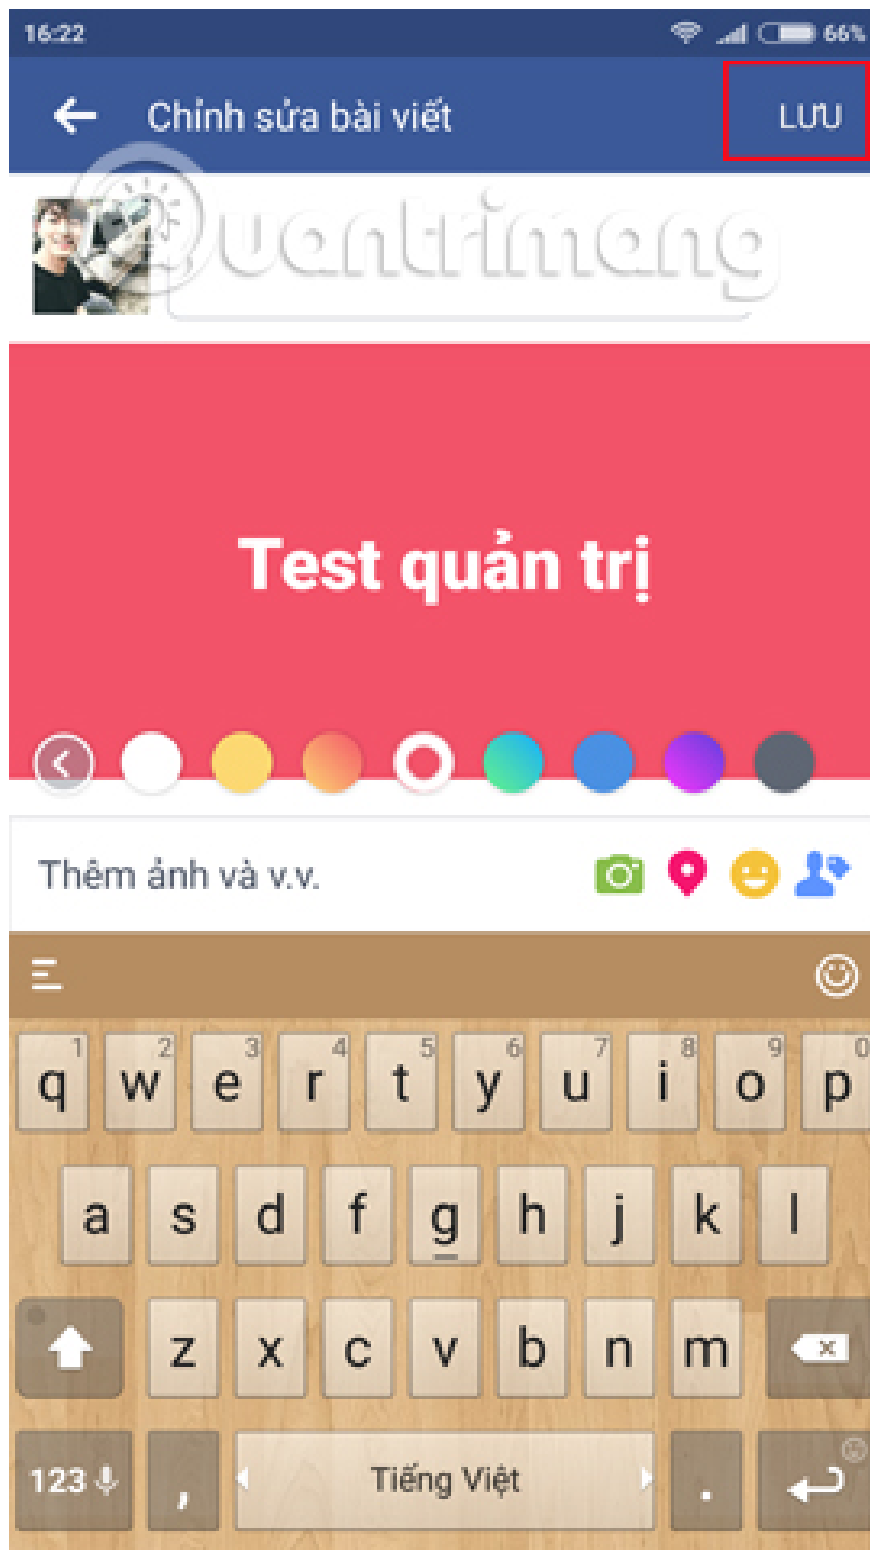 16:22 66%
Chỉnh sửa bài viết LƯU
Quantrimang
Test quản trị
Thêm ảnh và v.v.
1 2 3 4 5 6 7 8 9 0
q w e r t y u i o p
a s d f g h j k l
z x c v b n m
123 , Tiếng Việt .